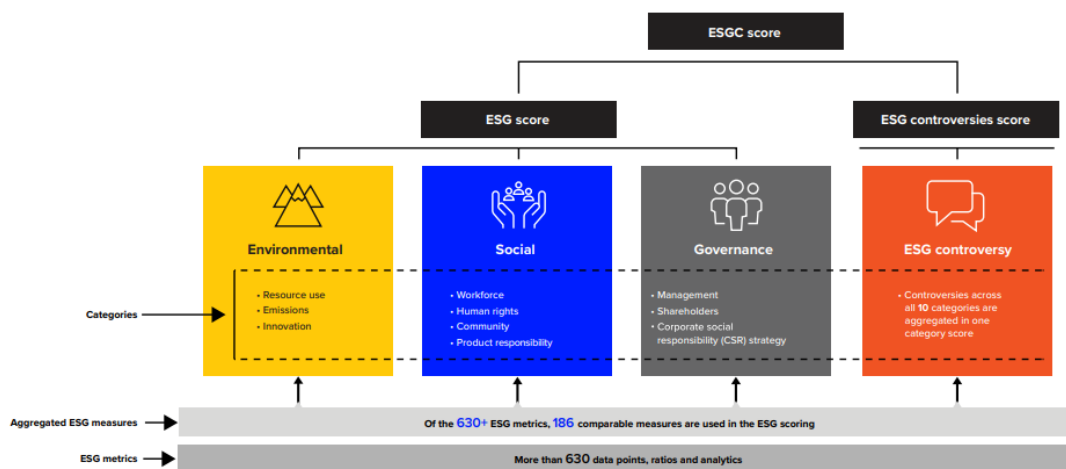 ESGC score
ESG score
ESG controversies score
Environmental
Social
Governance
ESG controversy
Categories
• Resource use
• Emissions
• Innovation
• Workforce
• Human rights
• Community
• Product responsibility
• Management
• Shareholders
• Corporate social
responsibility (CSR) strategy
• Controversies across
all 10 categories are
aggregated in one
category score
Aggregated ESG measures
Of the 630+ ESG metrics, 186 comparable measures are used in the ESG scoring
ESG metrics
More than 630 data points, ratios and analytics